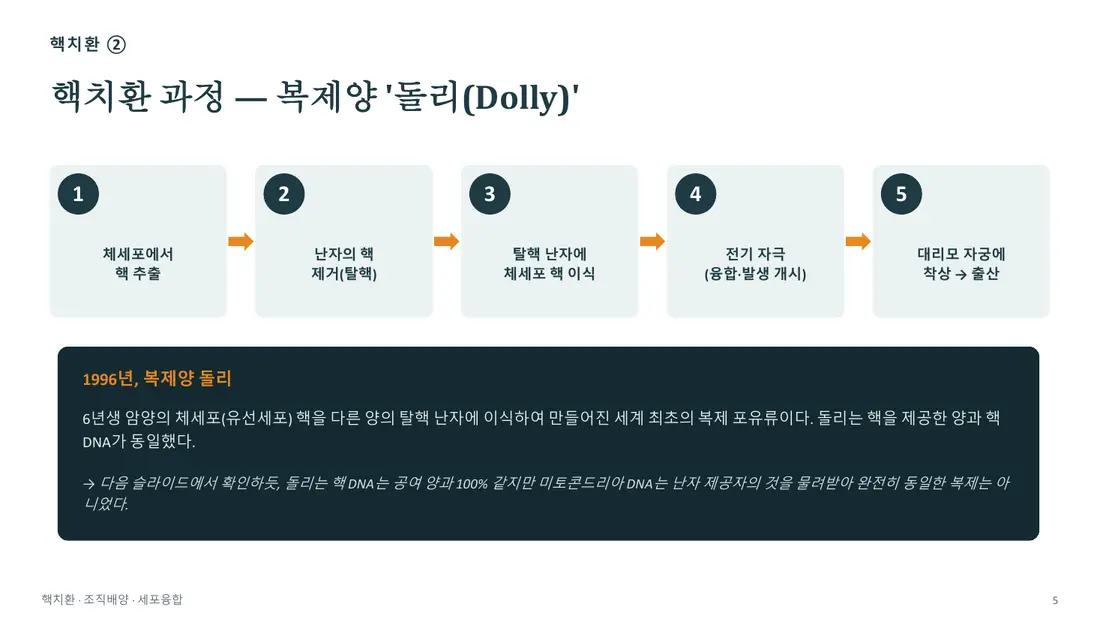 핵치환 ②
핵치환 과정 — 복제양 '돌리(Dolly)'
1
체세포에서
핵 추출
2
난자의 핵
제거(탈핵)
3
탈핵 난자에
체세포 핵 이식
4
전기 자극
(융합·발생 개시)
5
대리모 자궁에
착상 → 출산
1996년, 복제양 돌리
6년생 암양의 체세포(유선세포) 핵을 다른 양의 탈핵 난자에 이식하여 만들어진 세계 최초의 복제 포유류이다. 돌리는 핵을 제공한 양과 핵
DNA가 동일했다.
→ 다음 슬라이드에서 확인하듯, 돌리는 핵 DNA는 공여 양과 100% 같지만 미토콘드리아 DNA는 난자 제공자의 것을 물려받아 완전히 동일한 복제는 아
니었다.
핵치환 · 조직배양 · 세포융합
5